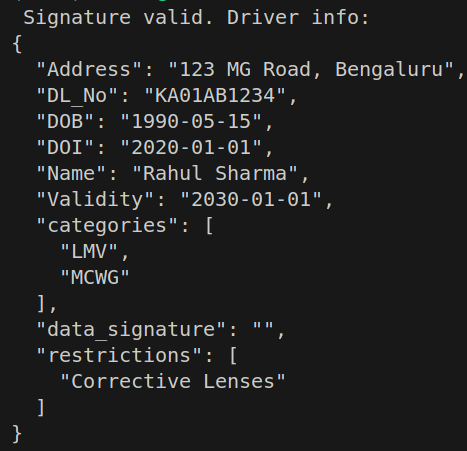 Signature valid. Driver info:
{
  "Address": "123 MG Road, Bengaluru",
  "DL_No": "KA01AB1234",
  "DOB": "1990-05-15",
  "DOI": "2020-01-01",
  "Name": "Rahul Sharma",
  "Validity": "2030-01-01",
  "categories": [
    "LMV",
    "MCWG"
  ],
  "data_signature": "",
  "restrictions": [
    "Corrective Lenses"
  ]
}